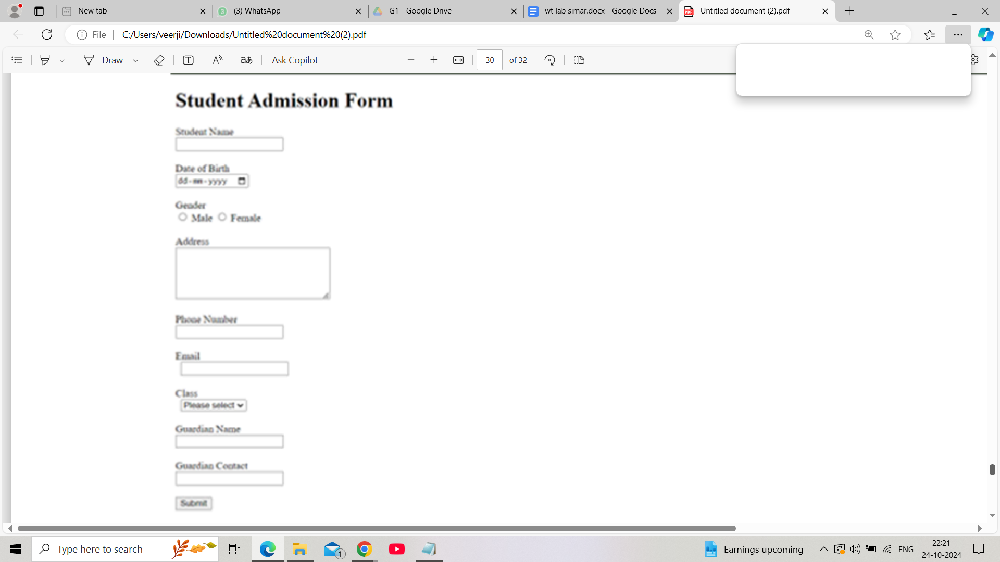 New tab
(3) WhatsApp
G1 - Google Drive
wt lab simar.docx - Google Docs
Untitled document (2).pdf
File
C:/Users/veerji/Downloads/Untitled%20document%20(2).pdf
Draw
aあ
Ask Copilot
30
of 32
Student Admission Form
Student Name
Date of Birth
dd-mm-yyyy
Gender
Male Female
Address
Phone Number
Email
Class
Please select
Guardian Name
Guardian Contact
Submit
Type here to search
1
Earnings upcoming
ENG
22:21
24-10-2024